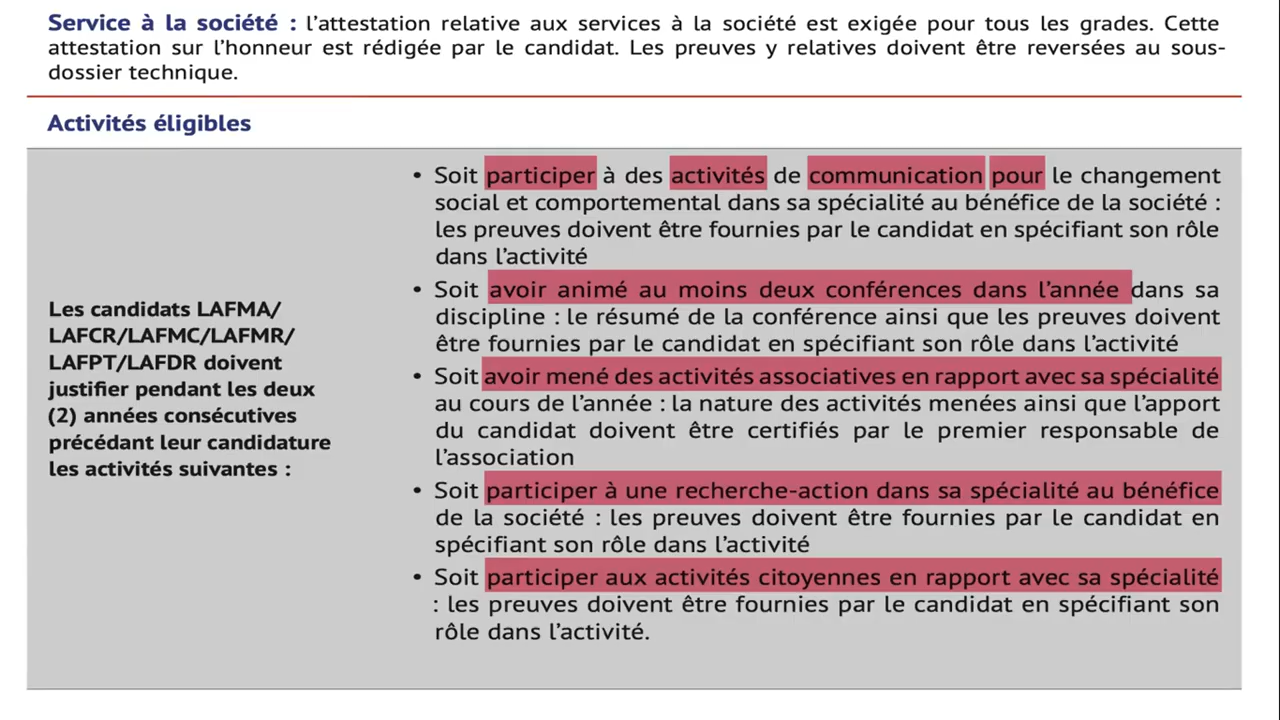 Service à la société : l’attestation relative aux services à la société est exigée pour tous les grades. Cette
attestation sur l’honneur est rédigée par le candidat. Les preuves y relatives doivent être reversées au sous-
dossier technique.
Activités éligibles
Les candidats LAFMA/
LAFCR/LAFMC/LAFMR/
LAFPT/LAFDR doivent
justifier pendant les deux
(2) années consécutives
précédant leur candidature
les activités suivantes :
• Soit participer à des activités de communication pour le changement
social et comportemental dans sa spécialité au bénéfice de la société :
les preuves doivent être fournies par le candidat en spécifiant son rôle
dans l’activité
• Soit avoir animé au moins deux conférences dans l’année dans sa
discipline : le résumé de la conférence ainsi que les preuves doivent
être fournies par le candidat en spécifiant son rôle dans l’activité
• Soit avoir mené des activités associatives en rapport avec sa spécialité
au cours de l’année : la nature des activités menées ainsi que l’apport
du candidat doivent être certifiés par le premier responsable de
l’association
• Soit participer à une recherche-action dans sa spécialité au bénéfice
de la société : les preuves doivent être fournies par le candidat en
spécifiant son rôle dans l’activité
• Soit participer aux activités citoyennes en rapport avec sa spécialité
: les preuves doivent être fournies par le candidat en spécifiant son
rôle dans l’activité.